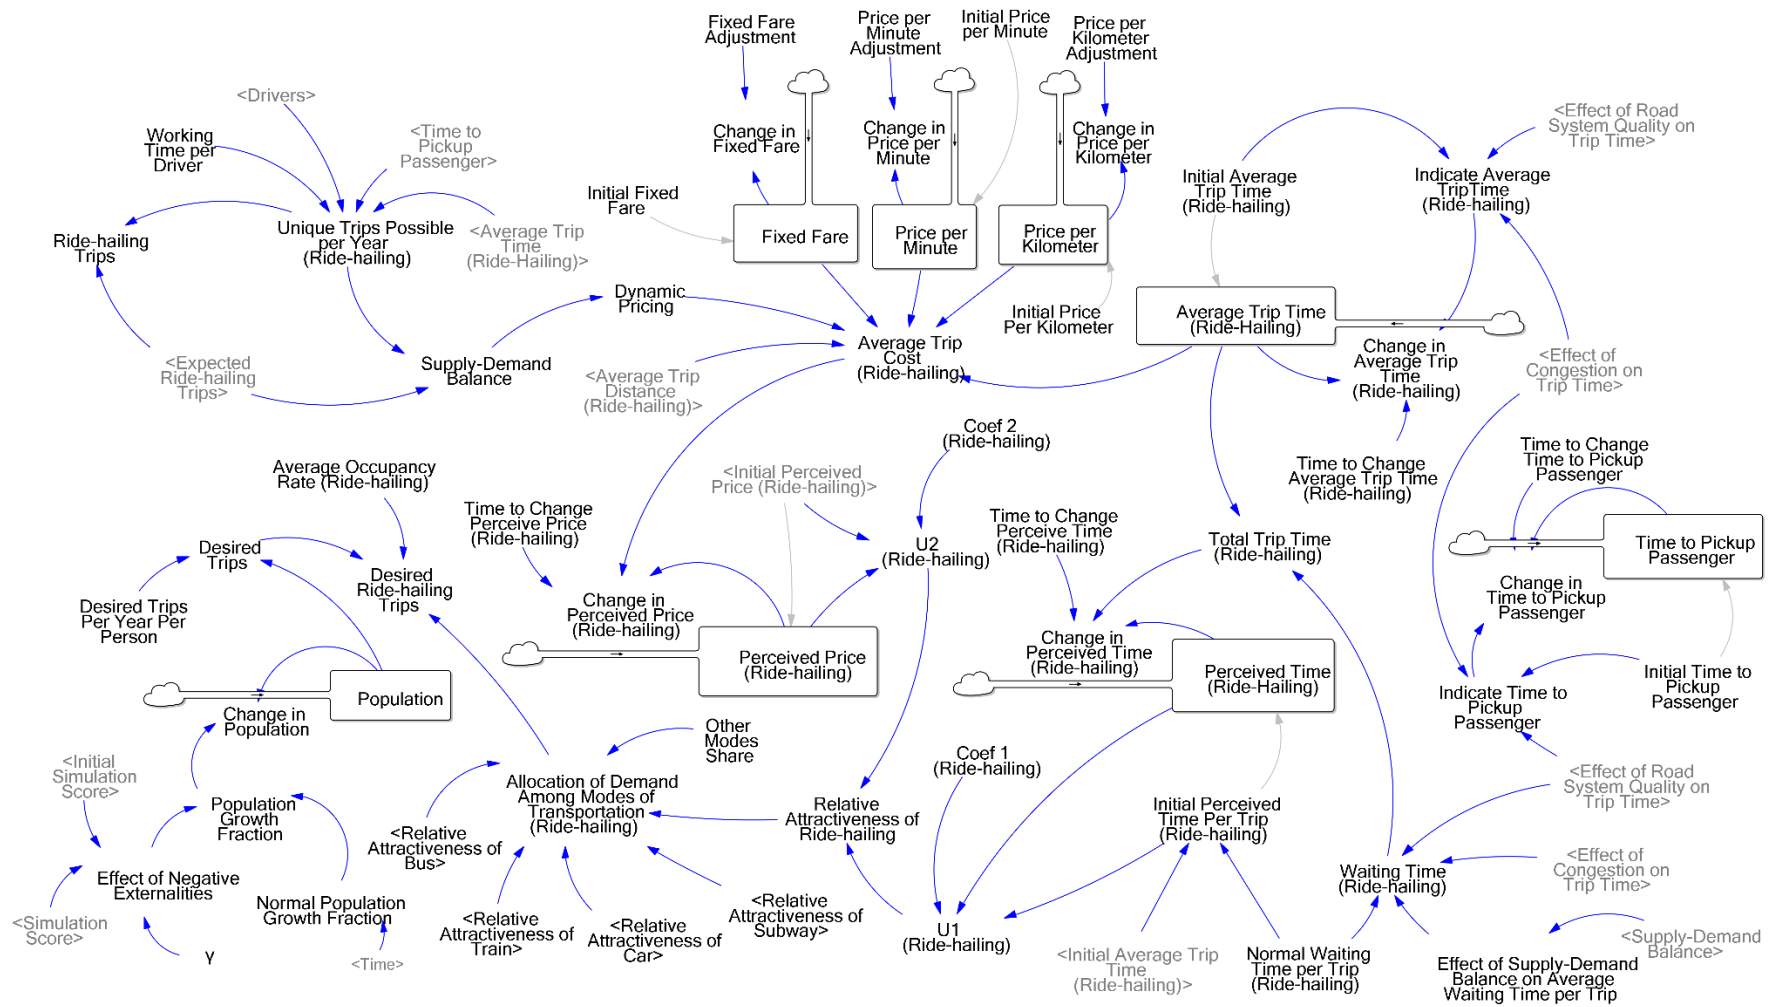 Fixed Fare
Adjustment
Price per
Minute
Adjustment
Initial Price
per Minute
Price per
Kilometer
Adjustment
<Drivers>
Working
Time per
Driver
<Time to
Pickup
Passenger>
Change in
Fixed Fare
Change in
Price per
Minute
Change in
Price per
Kilometer
<Effect of Road
System Quality on
Trip Time>
Initial Average
Trip Time
(Ride-hailing)
Indicate Average
TripTime
(Ride-hailing)
Initial Fixed
Fare
Ride-hailing
Trips
Unique Trips Possible
per Year
(Ride-hailing)
<Average Trip
Time
(Ride-Hailing)>
Fixed Fare
Price per
Minute
Price per
Kilometer
Dynamic
Pricing
Initial Price
Per Kilometer
Average Trip Time
(Ride-Hailing)
<Expected
Ride-hailing
Trips>
Supply-Demand
Balance
<Average Trip
Distance
(Ride-hailing)>
Average Trip
Cost
(Ride-hailing)
Change in
Average Trip
Time
(Ride-hailing)
<Effect of
Congestion on
Trip Time>
Average Occupancy
Rate (Ride-hailing)
<Initial Perceived
Price (Ride-hailing)>
Coef 2
(Ride-hailing)
Time to Change
Average Trip Time
(Ride-hailing)
Time to Change
Time to Pickup
Passenger
Time to Change
Perceive Price
(Ride-hailing)
Time to Change
Perceive Time
(Ride-hailing)
Desired
Trips
Desired
Ride-hailing
Trips
U2
(Ride-hailing)
Total Trip Time
(Ride-hailing)
Time to Pickup
Passenger
Desired Trips
Per Year Per
Person
Change in
Perceived Price
(Ride-hailing)
Change in
Perceived Time
(Ride-hailing)
Change in
Time to Pickup
Passenger
Perceived Price
(Ride-hailing)
Perceived Time
(Ride-Hailing)
Population
Change in
Population
Indicate Time to
Pickup
Passenger
Initial Time to
Pickup
Passenger
Other
Modes
Share
<Initial
Simulation
Score>
Population
Growth
Fraction
Allocation of Demand
Among Modes of
Transportation
(Ride-hailing)
Coef 1
(Ride-hailing)
Relative
Attractiveness of
Ride-hailing
Initial Perceived
Time Per Trip
(Ride-hailing)
<Effect of Road
System Quality on
Trip Time>
<Relative
Attractiveness of
Bus>
Effect of Negative
Externalities
Waiting Time
(Ride-hailing)
<Effect of
Congestion on
Trip Time>
<Simulation
Score>
Normal Population
Growth Fraction
<Relative
Attractiveness of
Train>
<Relative
Attractiveness of
Car>
<Relative
Attractiveness of
Subway>
U1
(Ride-hailing)
γ
<Time>
<Initial Average Trip
Time
(Ride-hailing)>
Normal Waiting
Time per Trip
(Ride-hailing)
Effect of Supply-Demand
Balance on Average
Waiting Time per Trip
<Supply-Demand
Balance>